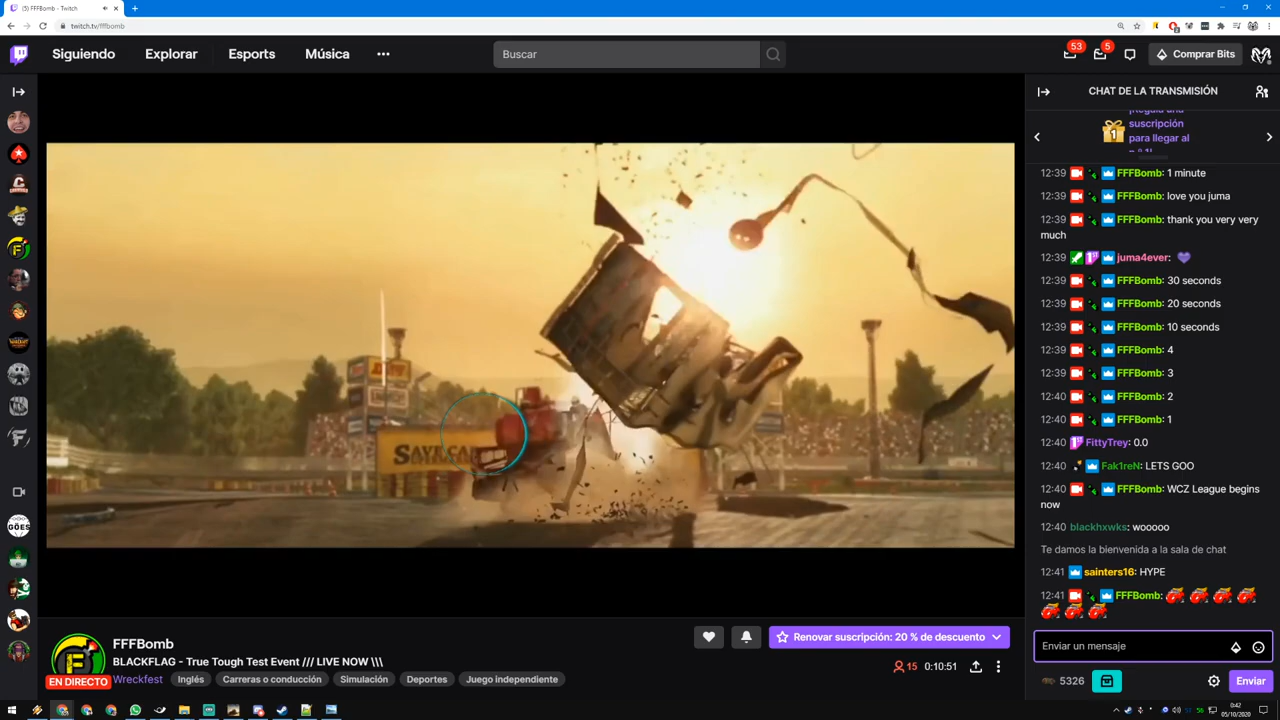 (5) FFFBomb - Twitch
twitch.tv/fffbomb
Siguiendo
Explorar
Esports
Música
Buscar
53
5
Comprar Bits
CHAT DE LA TRANSMISIÓN
¡Regala una
suscripción
para llegar al
n.º 1!
1
12:39 FFFBomb: 1 minute
12:39 FFFBomb: love you juma
12:39 FFFBomb: thank you very very
much
12:39 juma4ever:
12:39 FFFBomb: 30 seconds
12:39 FFFBomb: 20 seconds
12:39 FFFBomb: 10 seconds
12:39 FFFBomb: 4
12:39 FFFBomb: 3
12:40 FFFBomb: 2
12:40 FFFBomb: 1
12:40 FittyTrey: 0.0
12:40 Fak1reN: LETS GOO
12:40 FFFBomb: WCZ League begins
now
12:40 blackhxwks: wooooo
Te damos la bienvenida a la sala de chat
12:41 sainters16: HYPE
12:41 FFFBomb:
Enviar un mensaje
5326
Enviar
FFFBomb
BLACKFLAG - True Tough Test Event /// LIVE NOW \\\
EN DIRECTO
Wreckfest
Inglés
Carreras o conducción
Simulación
Deportes
Juego independiente
Renovar suscripción: 20 % de descuento
15
0:10:51
0:42
05/10/2020